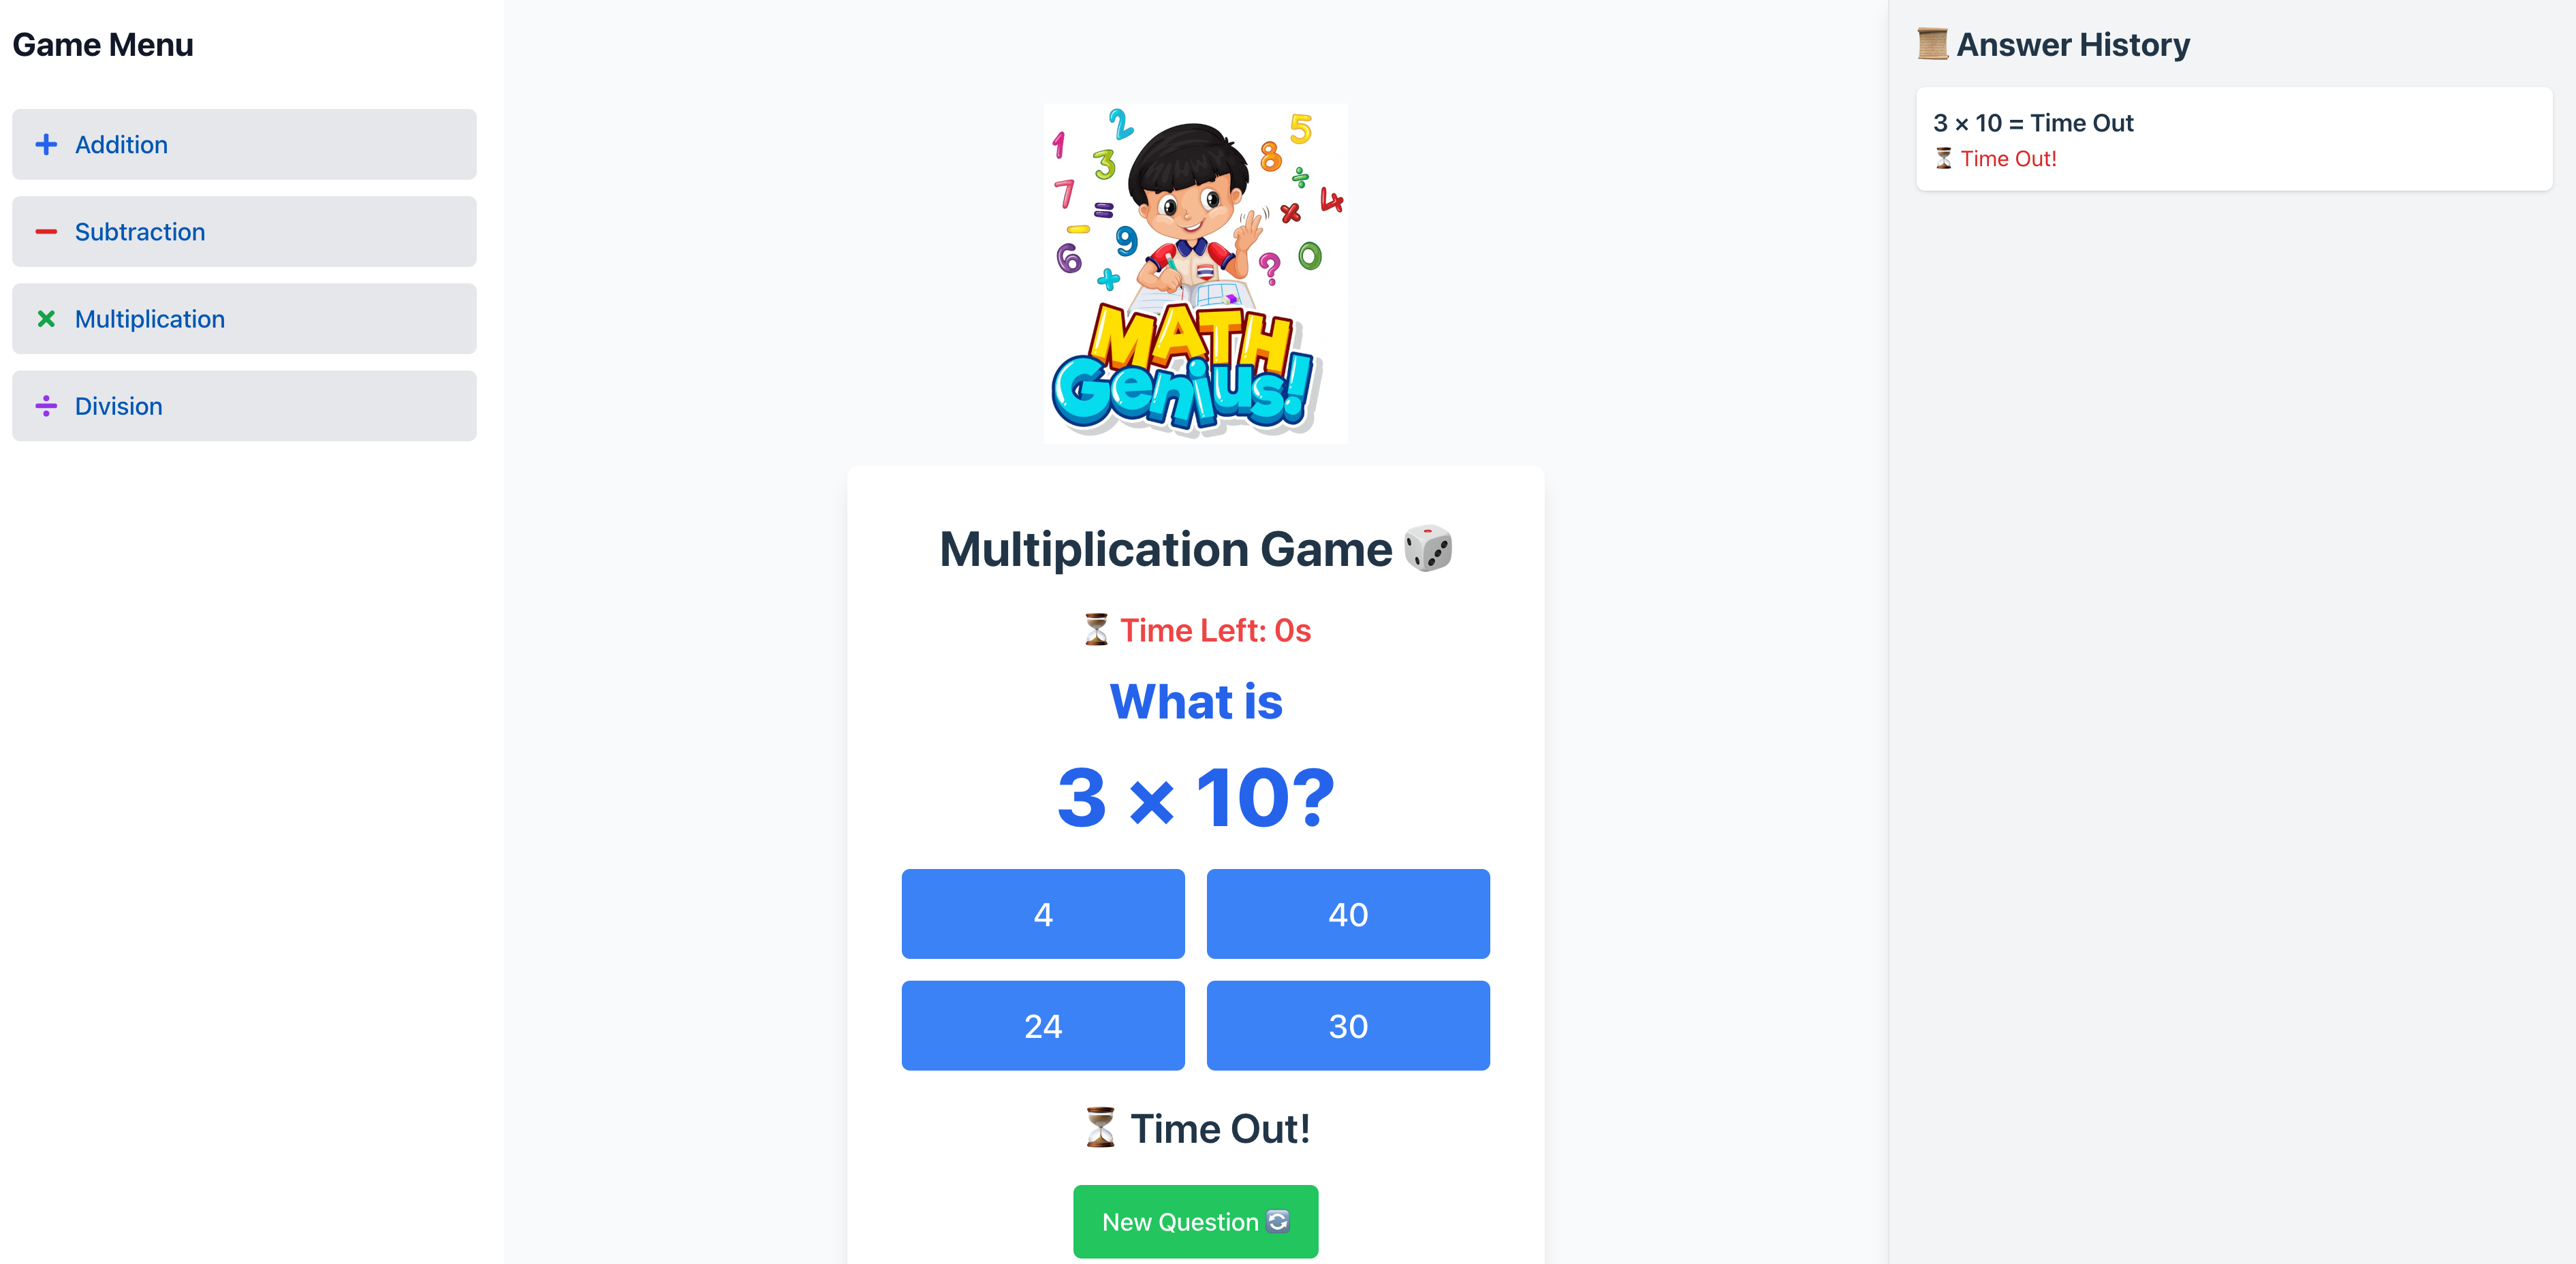 Game Menu
+ Addition
− Subtraction
× Multiplication
÷ Division
1 2 3 5 8 ÷ 7 = 4 × 9 6 + ? 0
MATH
Genius!
Multiplication Game 🎲
⏳ Time Left: 0s
What is
3 × 10?
4
40
24
30
⏳ Time Out!
New Question 🔄
📜 Answer History
3 × 10 = Time Out
⏳ Time Out!